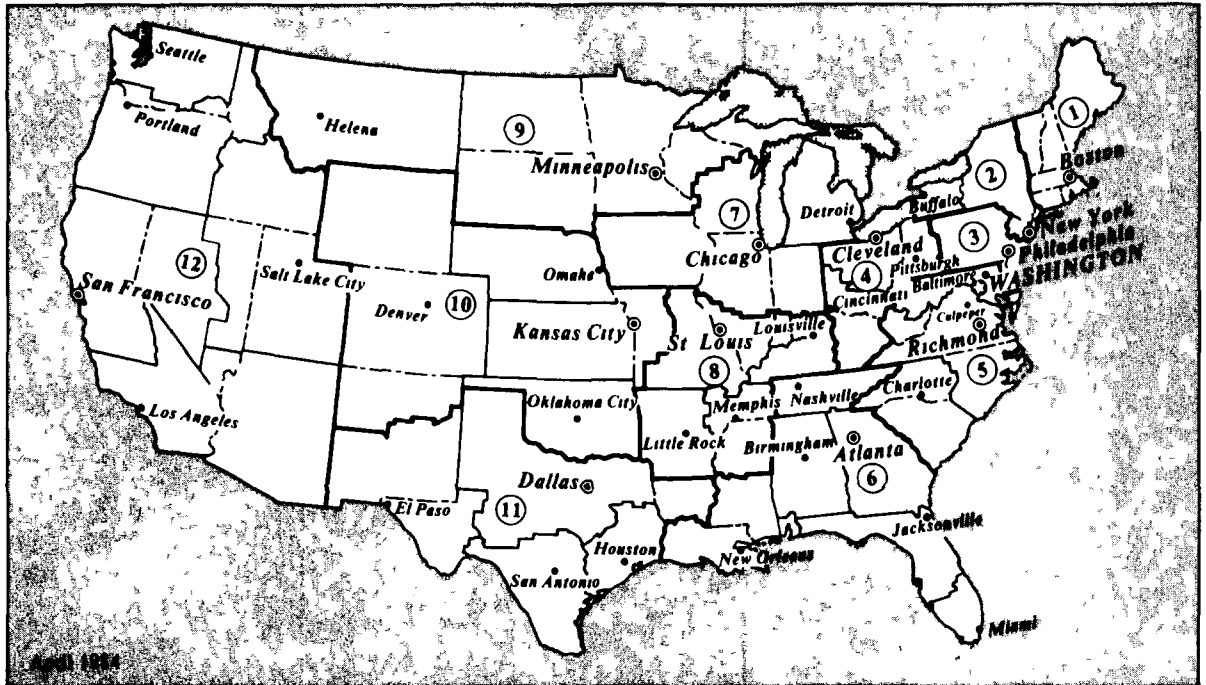 Seattle
Portland
Helena
9
Minneapolis
1
Boston
2
Buffalo
7
Detroit
Chicago
Cleveland
3
New York
Philadelphia
4
Pittsburgh
WASHINGTON
Baltimore
Cincinnati
12
San Francisco
Salt Lake City
Omaha
Denver
10
Kansas City
St Louis
Louisville
Culpeper
Richmond
5
8
Los Angeles
Oklahoma City
Memphis
Nashville
Charlotte
Little Rock
Birmingham
Atlanta
6
Dallas
El Paso
11
Jacksonville
Houston
New Orleans
San Antonio
Miami
April 1984